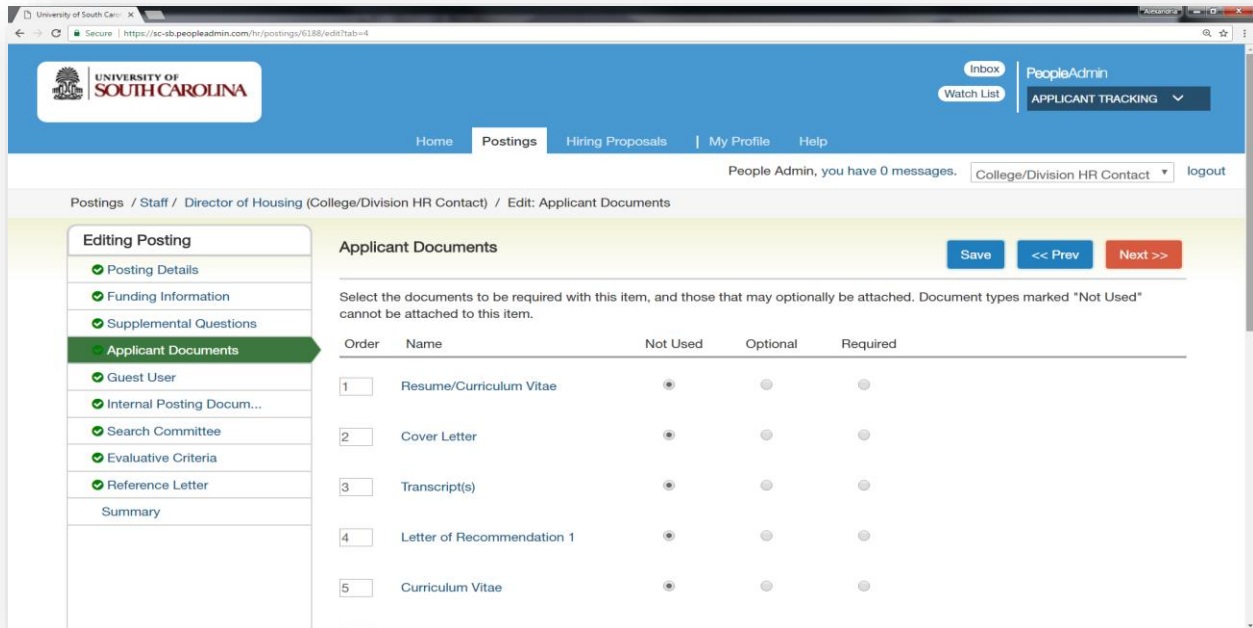 University of South Caro
Alexandria
Secure | https://sc-sb.peopleadmin.com/hr/postings/6188/edit?tab=4
UNIVERSITY OF
SOUTH CAROLINA
Inbox
Watch List
PeopleAdmin
APPLICANT TRACKING
Home Postings Hiring Proposals | My Profile Help
People Admin, you have 0 messages. College/Division HR Contact logout
Postings / Staff / Director of Housing (College/Division HR Contact) / Edit: Applicant Documents
Editing Posting
Posting Details
Funding Information
Supplemental Questions
Applicant Documents
Guest User
Internal Posting Docum...
Search Committee
Evaluative Criteria
Reference Letter
Summary
Applicant Documents
Save << Prev Next >>
Select the documents to be required with this item, and those that may optionally be attached. Document types marked "Not Used"
cannot be attached to this item.
Order Name Not Used Optional Required
1 Resume/Curriculum Vitae
2 Cover Letter
3 Transcript(s)
4 Letter of Recommendation 1
5 Curriculum Vitae